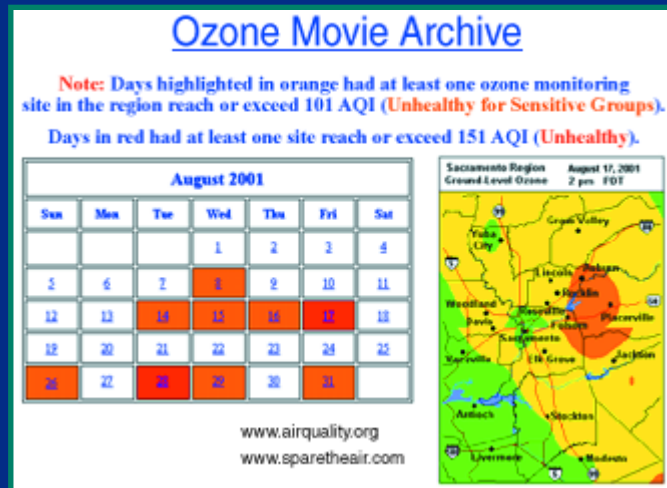 Ozone Movie Archive
Note: Days highlighted in orange had at least one ozone monitoring
site in the region reach or exceed 101 AQI (Unhealthy for Sensitive Groups).
Days in red had at least one site reach or exceed 151 AQI (Unhealthy).
August 2001
Sun Mon Tue Wed Thu Fri Sat
1 2 3 4
5 6 7 8 9 10 11
12 13 14 15 16 17 18
19 20 21 22 23 24 25
26 27 28 29 30 31
www.airquality.org
www.sparetheair.com
Sacramento Region August 17, 2001
Ground-Level Ozone 2 pm PDT
Grass Valley
Yuba
City
Lincoln Auburn
Rocklin
Woodland Roseville Placerville
Davis Folsom
Sacramento
Vacaville Elk Grove Jackson
Antioch
Stockton
Livermore Modesto